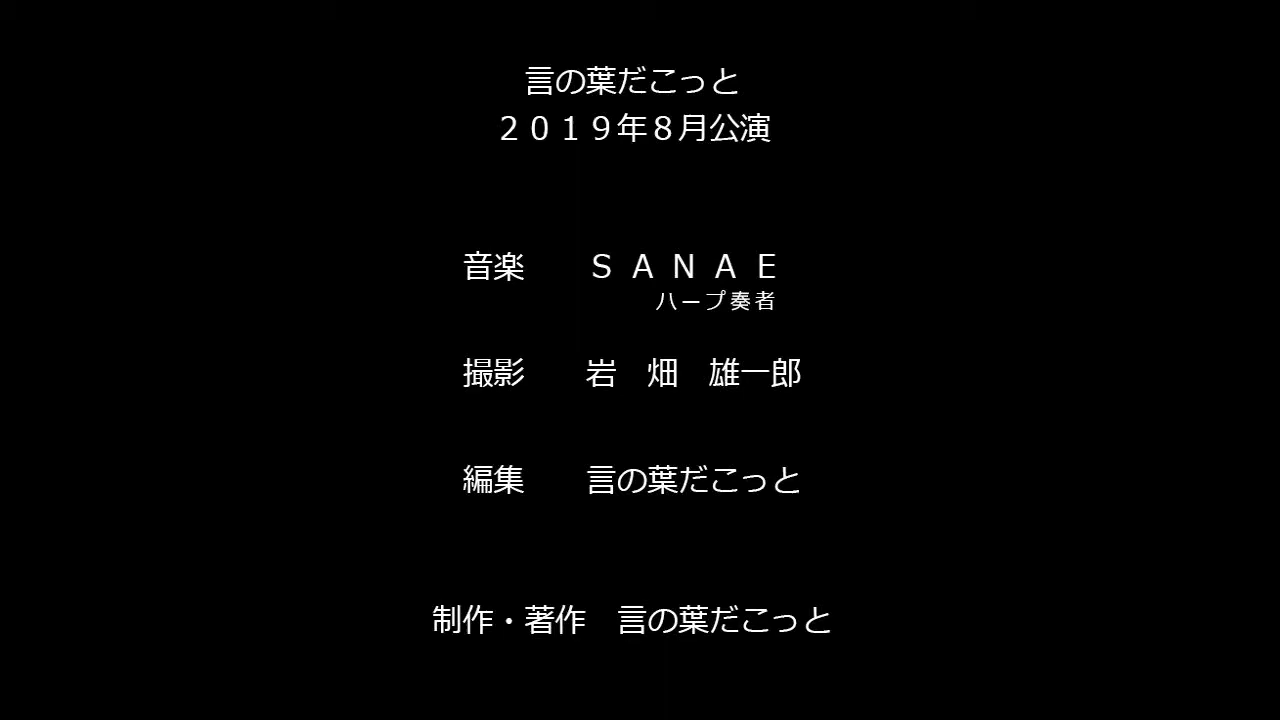 言の葉だこっと
２０１９年８月公演
音楽　　ＳＡＮＡＥ
ハープ奏者
撮影　　岩　畑　雄一郎
編集　　言の葉だこっと
制作・著作　言の葉だこっと